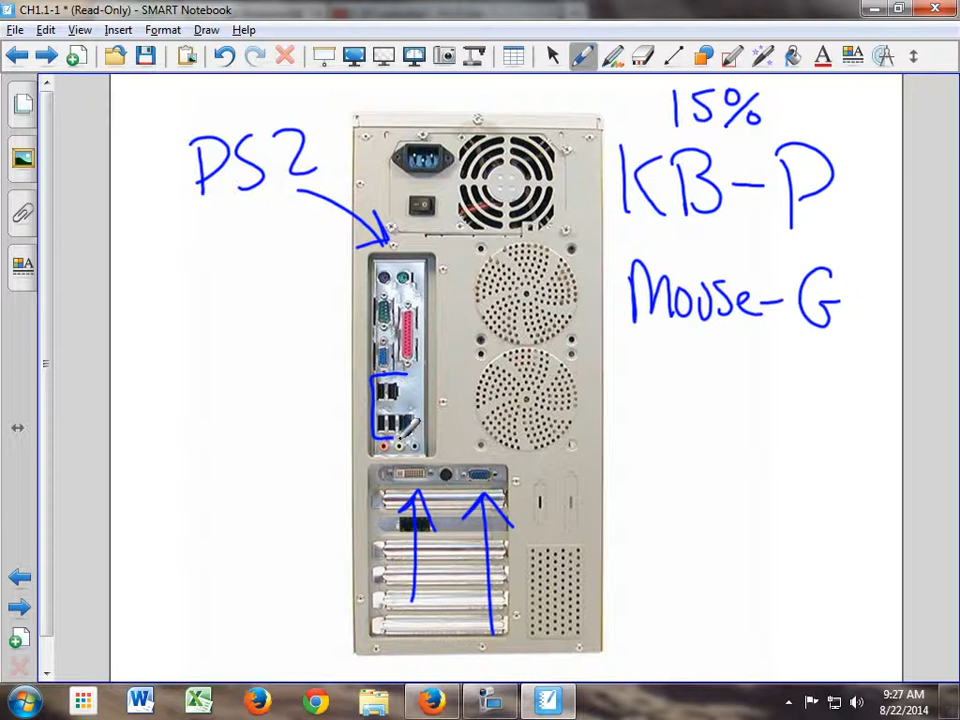 CH1.1-1 * (Read-Only) - SMART Notebook
File Edit View Insert Format Draw Help
15%
PS2
KB-P
Mouse-G
9:27 AM
8/22/2014